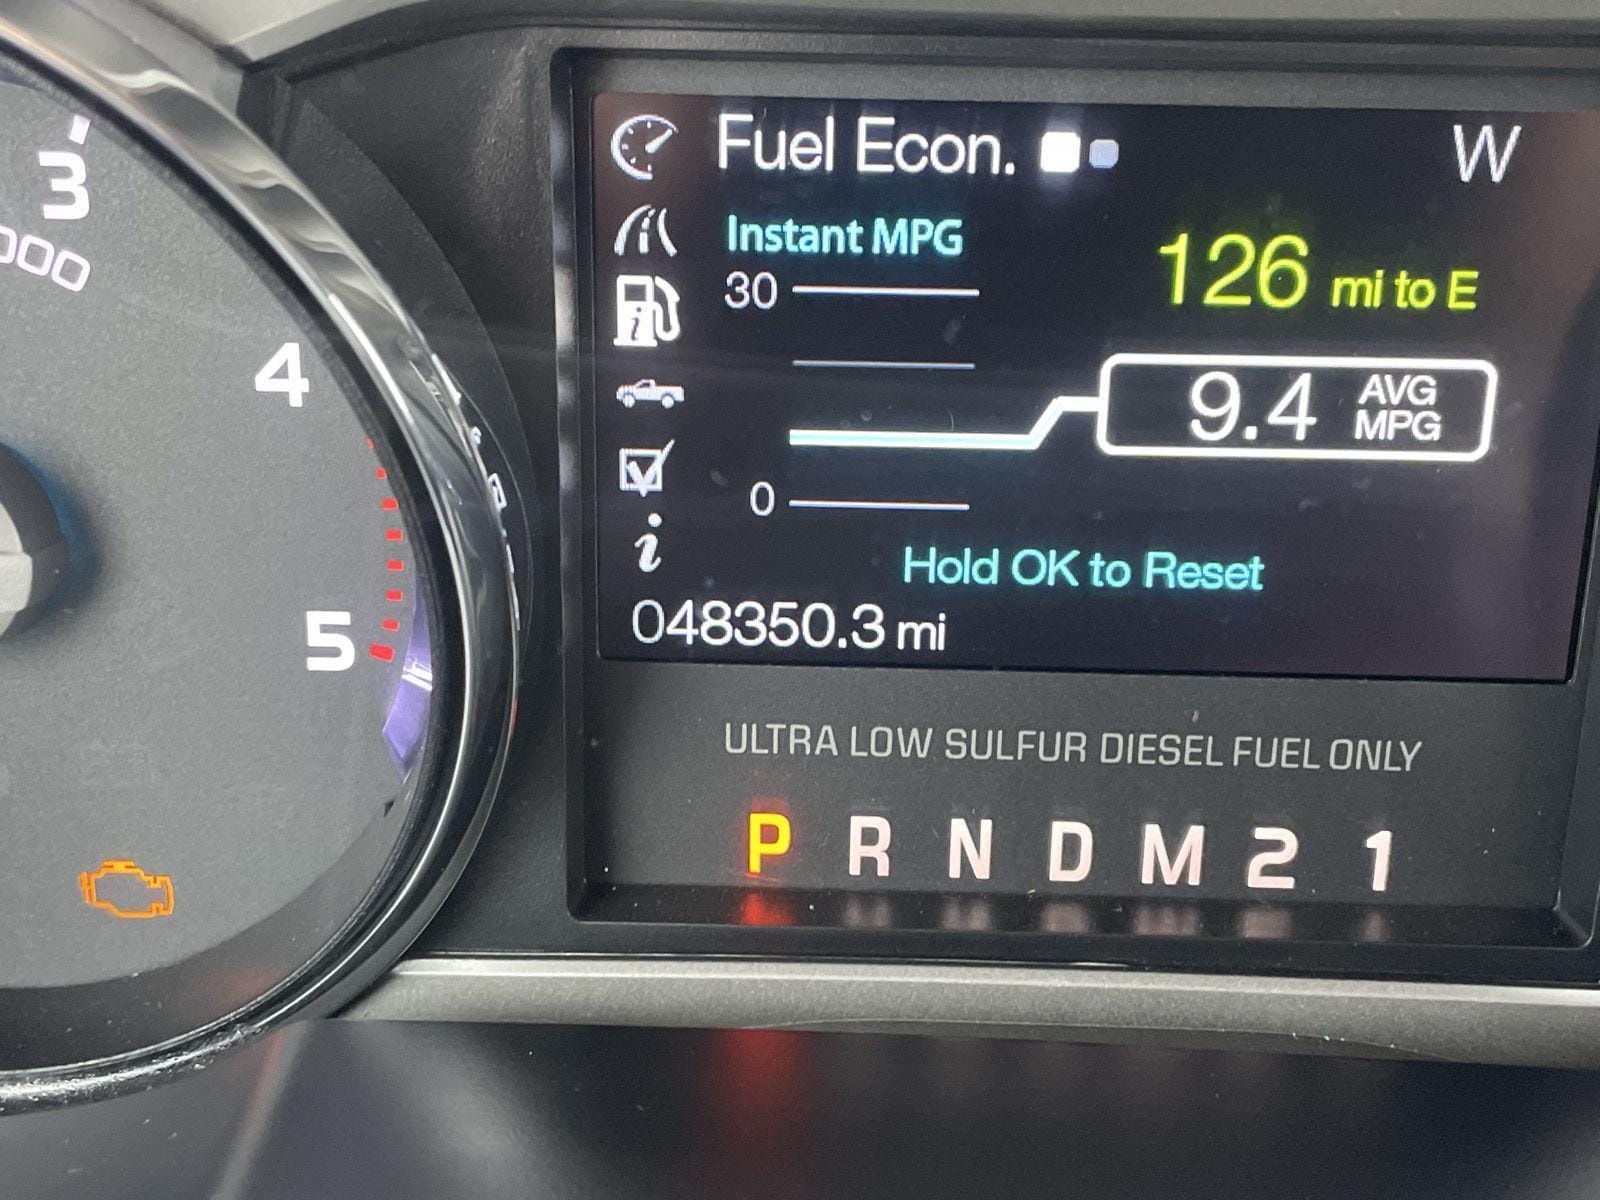 3
000
4
5
Fuel Econ.
W
Instant MPG
126 mi to E
30
9.4 AVG MPG
0
Hold OK to Reset
048350.3 mi
ULTRA LOW SULFUR DIESEL FUEL ONLY
P R N D M 2 1